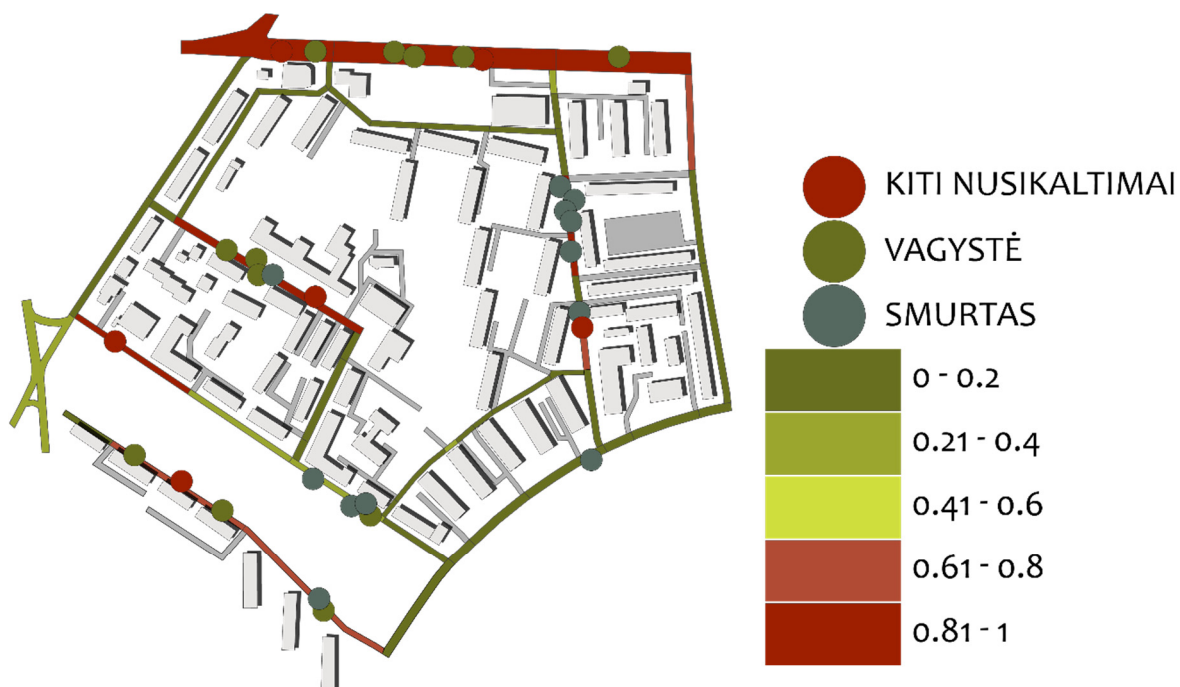 KITI NUSIKALTIMAI
VAGYSTĖ
SMURTAS
0 - 0.2
0.21 - 0.4
0.41 - 0.6
0.61 - 0.8
0.81 - 1